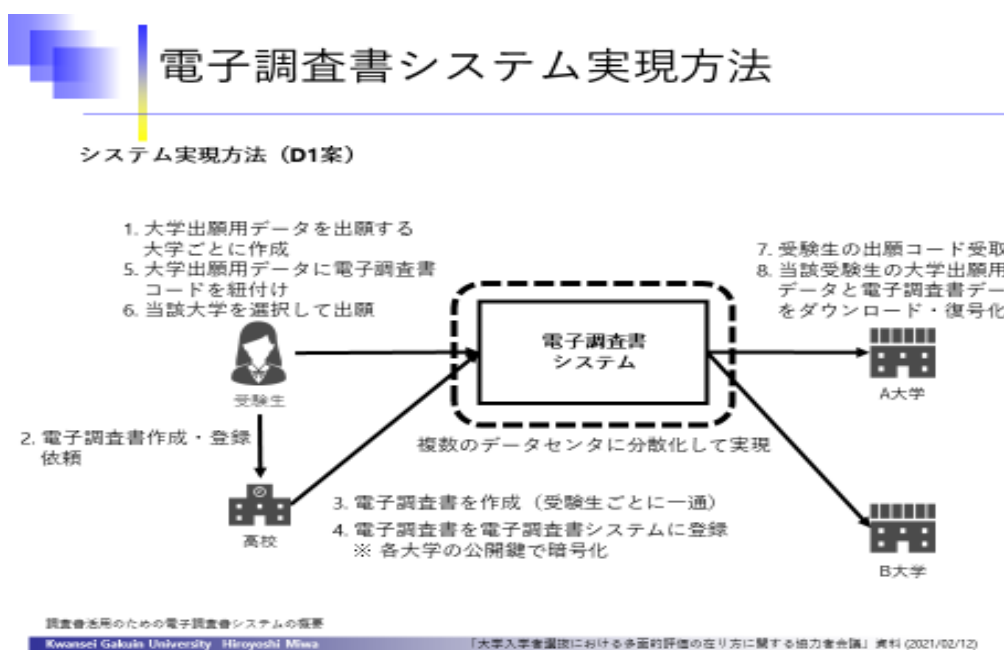 電子調査書システム実現方法
システム実現方法(D1案)
1. 大学出願用データを出願する
大学ごとに作成
5. 大学出願用データに電子調査書
コードを紐付け
6. 当該大学を選択して出願
受験生
2. 電子調査書作成・登録
依頼
高校
電子調査書
システム
複数のデータセンタに分散化して実現
3. 電子調査書を作成(受験生ごとに一通)
4. 電子調査書を電子調査書システムに登録
※ 各大学の公開鍵で暗号化
7. 受験生の出願コード受取
8. 当該受験生の大学出願用
データと電子調査書デー
をダウンロード・復号化
A大学
B大学
調査書活用のための電子調査書システムの概要
Kwansei Gakuin University Hiroyoshi Miwa
「大学入学者選抜における多面的評価の在り方に関する協力者会議」資料 (2021/02/12)